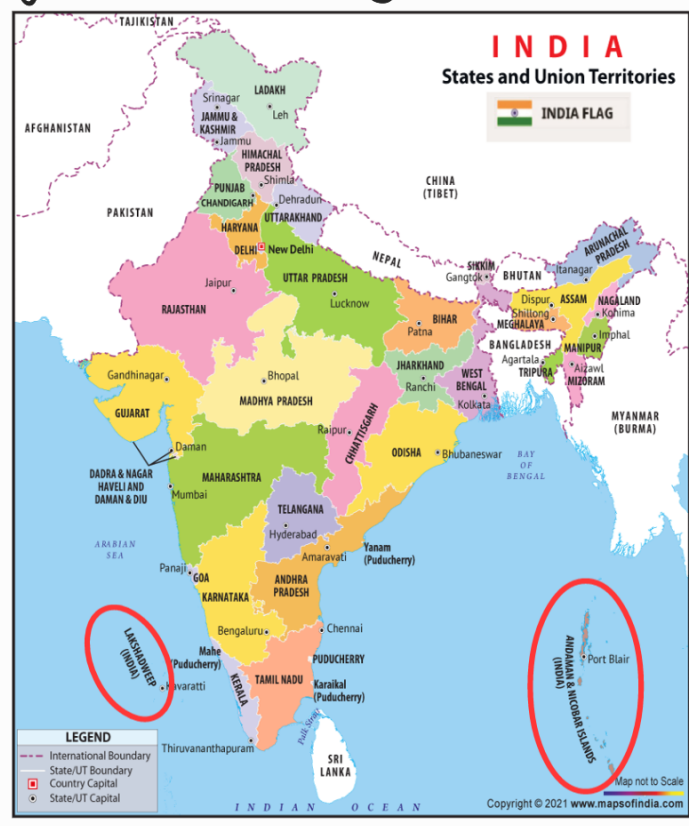 TAJIKISTAN
INDIA
States and Union Territories
INDIA FLAG
AFGHANISTAN
LADAKH
Srinagar
Leh
JAMMU &
KASHMIR
Jammu
HIMACHAL
PRADESH
Shimla
PUNJAB
CHANDIGARH
Dehradun
UTTARAKHAND
CHINA
(TIBET)
PAKISTAN
HARYANA
DELHI
New Delhi
NEPAL
SIKKIM
Gangtok
BHUTAN
ARUNACHAL
PRADESH
Itanagar
Jaipur
RAJASTHAN
UTTAR PRADESH
Lucknow
BIHAR
Patna
Dispur
ASSAM
NAGALAND
Kohima
Shillong
MEGHALAYA
Imphal
MANIPUR
BANGLADESH
Agartala
TRIPURA
Aizawl
MIZORAM
JHARKHAND
Ranchi
WEST
BENGAL
Kolkata
Gandhinagar
GUJARAT
Bhopal
MADHYA PRADESH
Raipur
CHHATTISGARH
MYANMAR
(BURMA)
Daman
DADRA & NAGAR
HAVELI AND
DAMAN & DIU
MAHARASHTRA
Mumbai
ODISHA
Bhubaneswar
BAY
OF
BENGAL
TELANGANA
Hyderabad
ARABIAN
SEA
Amaravati
Yanam
(Puducherry)
Panaji
GOA
ANDHRA
PRADESH
KARNATAKA
Bengaluru
Chennai
LAKSHADWEEP
(INDIA)
Kavaratti
Mahe
(Puducherry)
PUDUCHERRY
KERALA
TAMIL NADU
Karaikal
(Puducherry)
ANDAMAN & NICOBAR ISLANDS
(INDIA)
Port Blair
Palk Strait
Thiruvananthapuram
SRI
LANKA
LEGEND
International Boundary
State/UT Boundary
Country Capital
State/UT Capital
INDIAN OCEAN
Map not to Scale
Copyright © 2021 www.mapsofindia.com